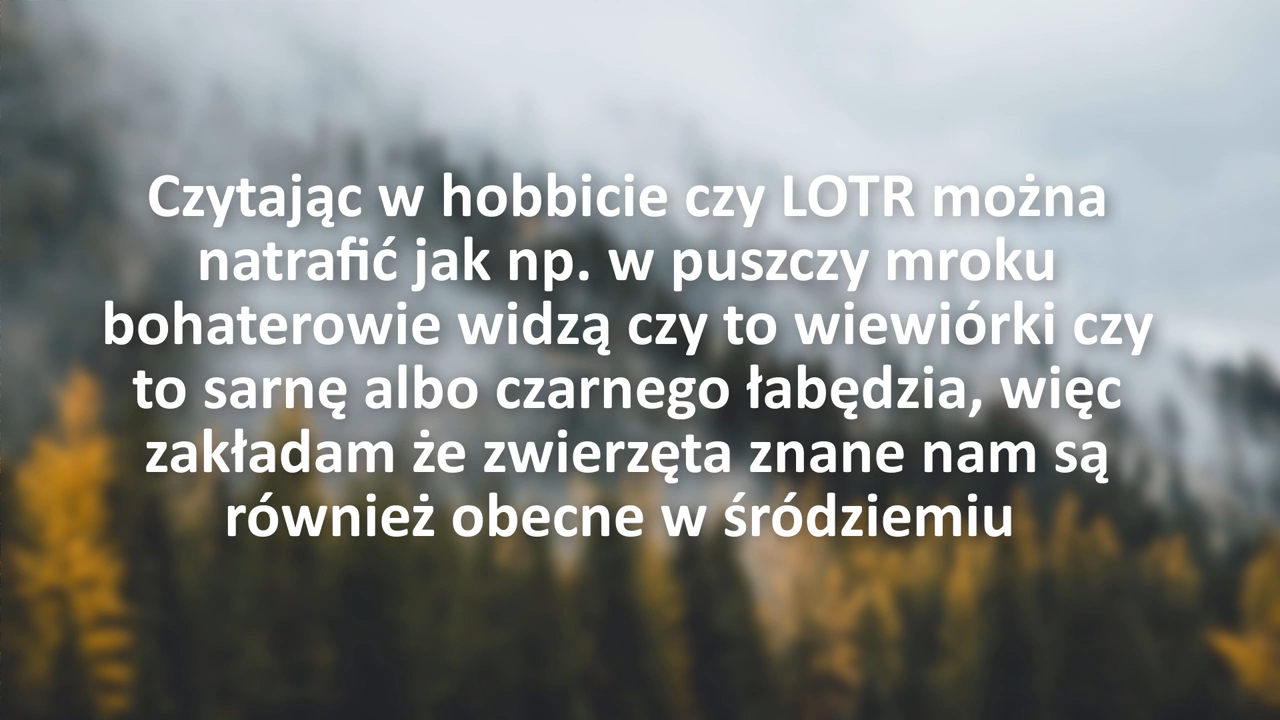 Czytając w hobbicie czy LOTR można
natrafić jak np. w puszczy mroku
bohaterowie widzą czy to wiewiórki czy
to sarnę albo czarnego łabędzia, więc
zakładam że zwierzęta znane nam są
również obecne w śródziemiu